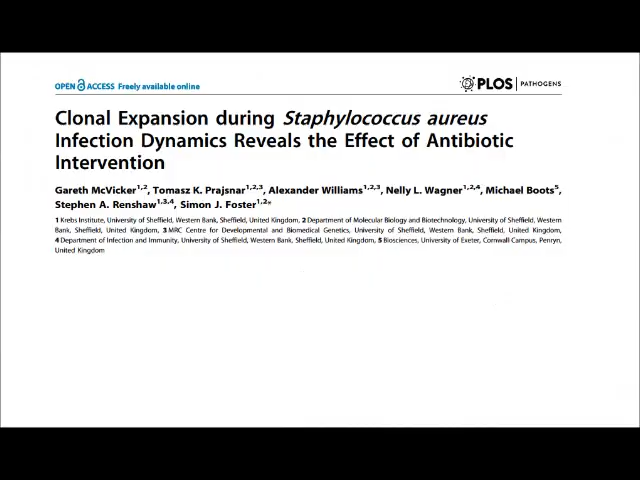 OPEN ACCESS Freely available online
PLOS | PATHOGENS
Clonal Expansion during Staphylococcus aureus
Infection Dynamics Reveals the Effect of Antibiotic
Intervention
Gareth McVicker1,2, Tomasz K. Prajsnar1,2,3, Alexander Williams1,2,3, Nelly L. Wagner1,2,4, Michael Boots5,
Stephen A. Renshaw1,3,4, Simon J. Foster1,2*
1 Krebs Institute, University of Sheffield, Western Bank, Sheffield, United Kingdom, 2 Department of Molecular Biology and Biotechnology, University of Sheffield, Western
Bank, Sheffield, United Kingdom, 3 MRC Centre for Developmental and Biomedical Genetics, University of Sheffield, Western Bank, Sheffield, United Kingdom,
4 Department of Infection and Immunity, University of Sheffield, Western Bank, Sheffield, United Kingdom, 5 Biosciences, University of Exeter, Cornwall Campus, Penryn,
United Kingdom